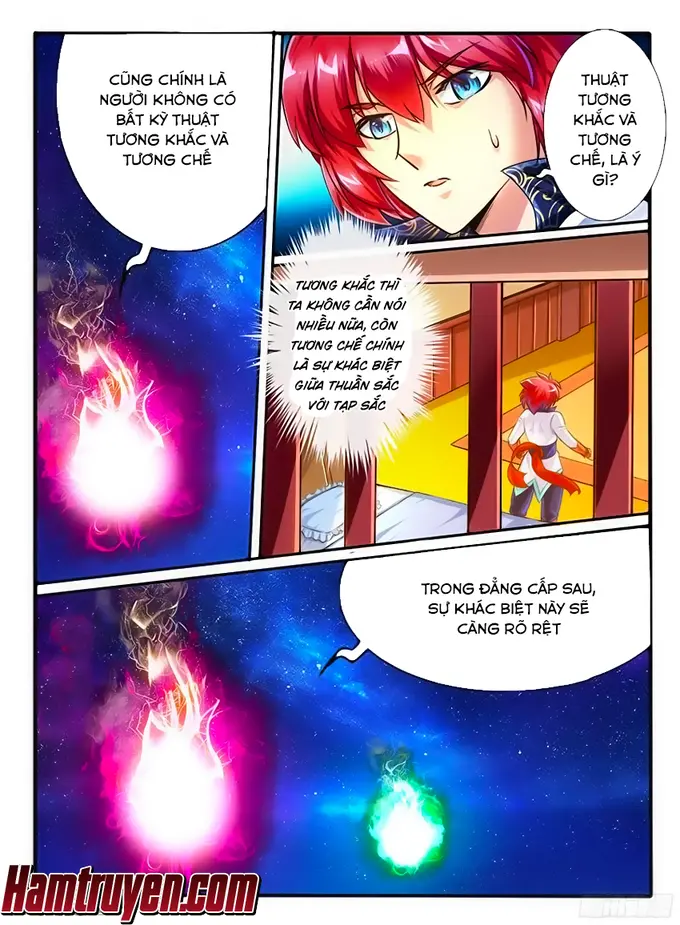 CŨNG CHÍNH LÀ
NGƯỜI KHÔNG CÓ
BẤT KỲ THUẬT
TƯƠNG KHẮC VÀ
TƯƠNG CHẾ
THUẬT
TƯƠNG
KHẮC VÀ
TƯƠNG
CHẾ, LÀ Ý
GÌ?
TƯƠNG KHẮC THÌ
TA KHÔNG CẦN NÓI
NHIỀU NỮA, CÒN
TƯƠNG CHẾ CHÍNH
LÀ SỰ KHÁC BIỆT
GIỮA THUẦN SẮC
VỚI TẠP SẮC
TRONG ĐẲNG CẤP SAU,
SỰ KHÁC BIỆT NÀY SẼ
CÀNG RÕ RỆT
Hamtruyen.com